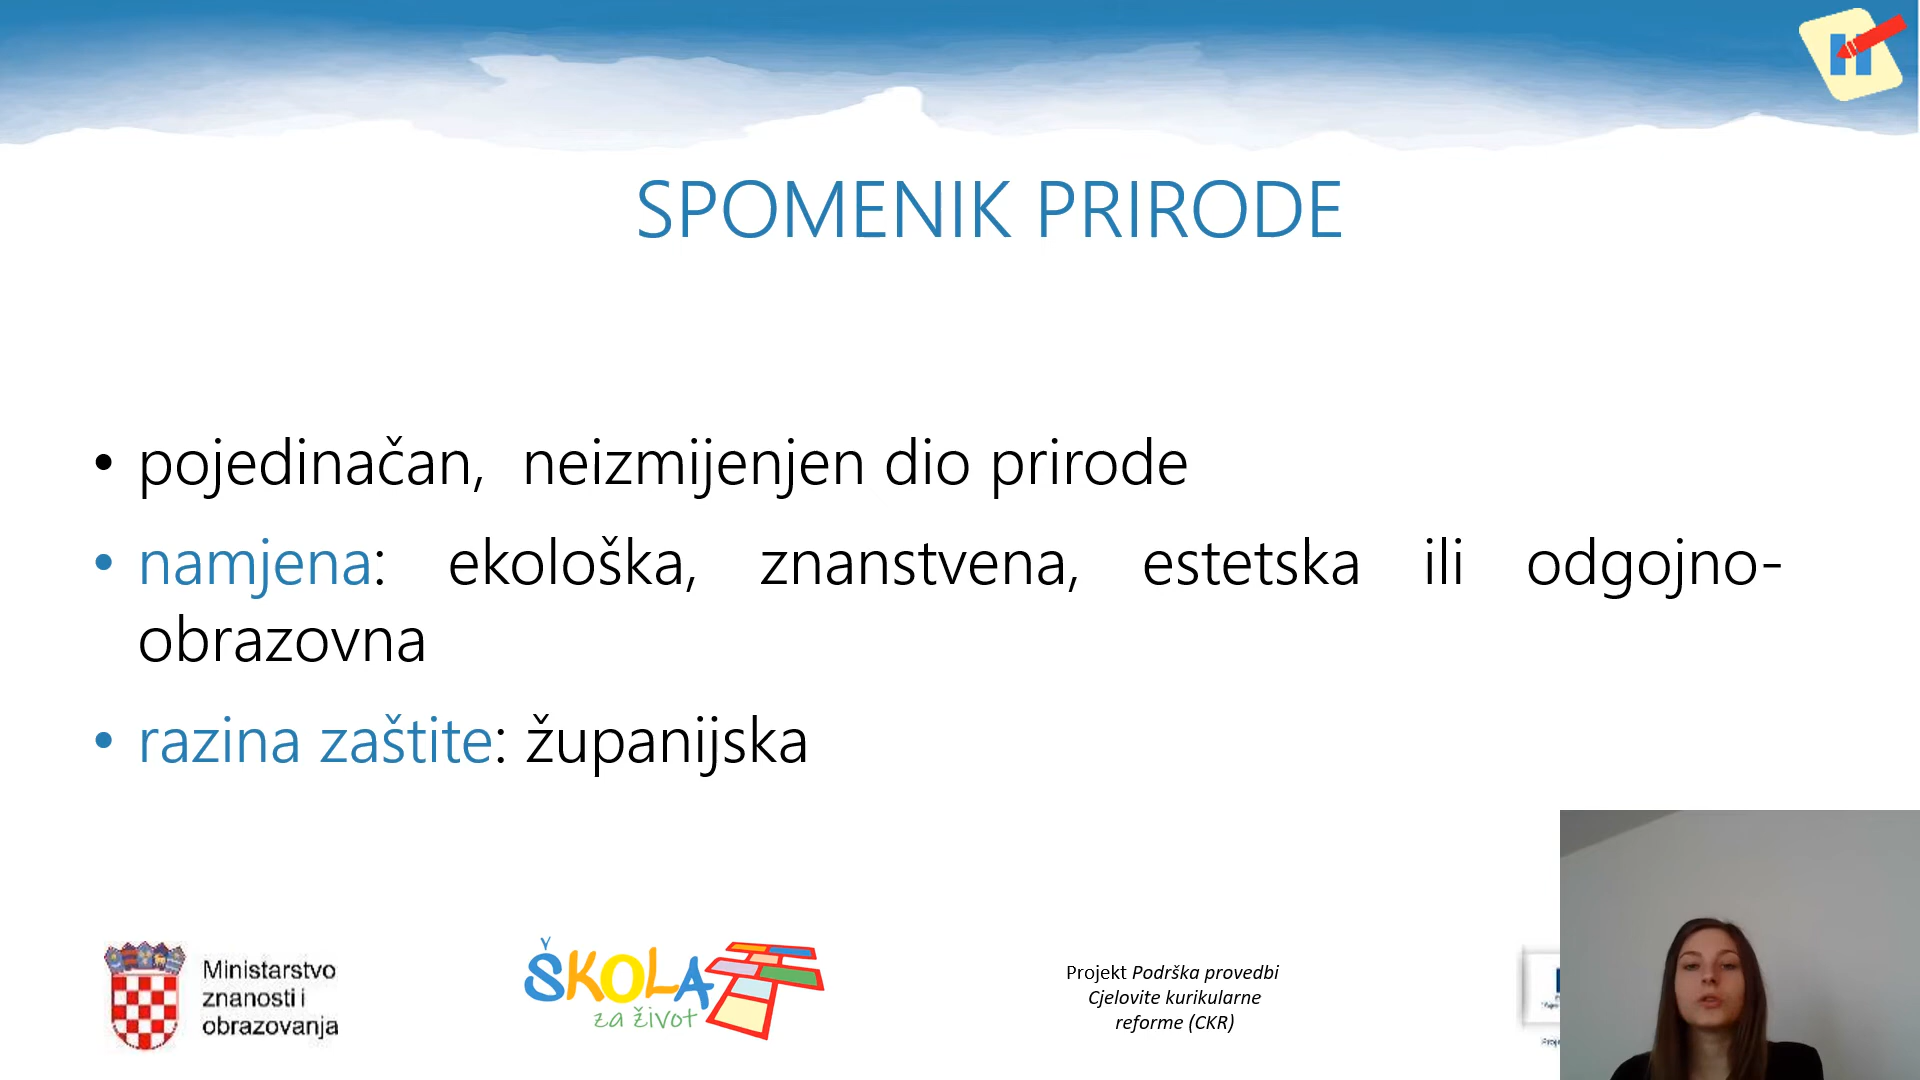 SPOMENIK PRIRODE
• pojedinačan, neizmijenjen dio prirode
• namjena: ekološka, znanstvena, estetska ili odgojno-
obrazovna
• razina zaštite: županijska
Ministarstvo
znanosti i
obrazovanja
ŠKOLA
za život
Projekt Podrška provedbi
Cjelovite kurikularne
reforme (CKR)